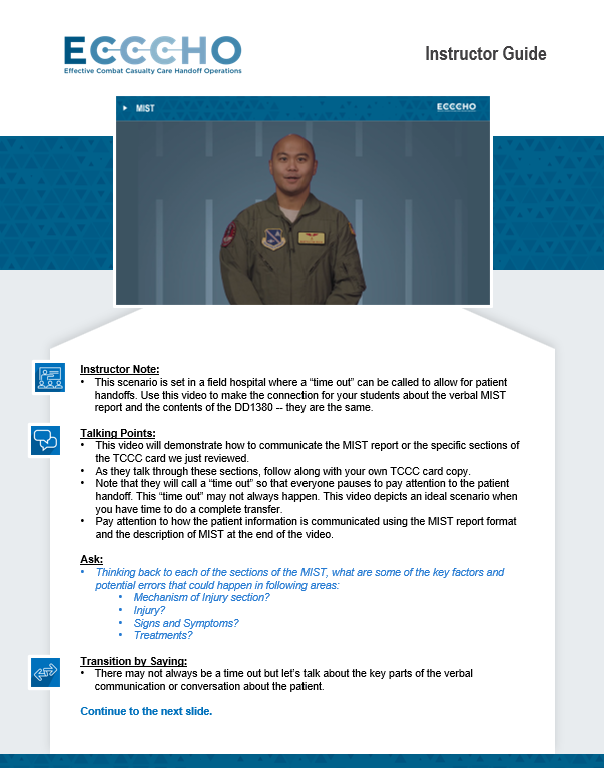 ECCCHO
Effective Combat Casualty Care Handoff Operations
Instructor Guide
MIST
ECCCHO
Instructor Note:
• This scenario is set in a field hospital where a “time out” can be called to allow for patient
handoffs. Use this video to make the connection for your students about the verbal MIST
report and the contents of the DD1380 -- they are the same.
Talking Points:
• This video will demonstrate how to communicate the MIST report or the specific sections of
the TCCC card we just reviewed.
• As they talk through these sections, follow along with your own TCCC card copy.
• Note that they will call a “time out” so that everyone pauses to pay attention to the patient
handoff. This “time out” may not always happen. This video depicts an ideal scenario when
you have time to do a complete transfer.
• Pay attention to how the patient information is communicated using the MIST report format
and the description of MIST at the end of the video.
Ask:
• Thinking back to each of the sections of the MIST, what are some of the key factors and
potential errors that could happen in following areas:
• Mechanism of Injury section?
• Injury?
• Signs and Symptoms?
• Treatments?
Transition by Saying:
• There may not always be a time out but let’s talk about the key parts of the verbal
communication or conversation about the patient.
Continue to the next slide.